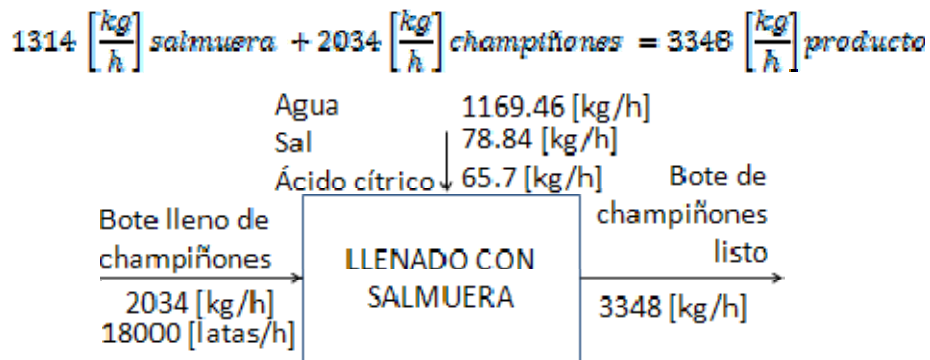 1314 [kg/h] salmuera + 2034 [kg/h] champiñones = 3348 [kg/h] producto
Agua 1169.46 [kg/h]
Sal 78.84 [kg/h]
Ácido cítrico 65.7 [kg/h]
Bote de
champiñones
listo
Bote lleno de
champiñones
LLENADO CON
SALMUERA
2034 [kg/h]
18000 [latas/h]
3348 [kg/h]